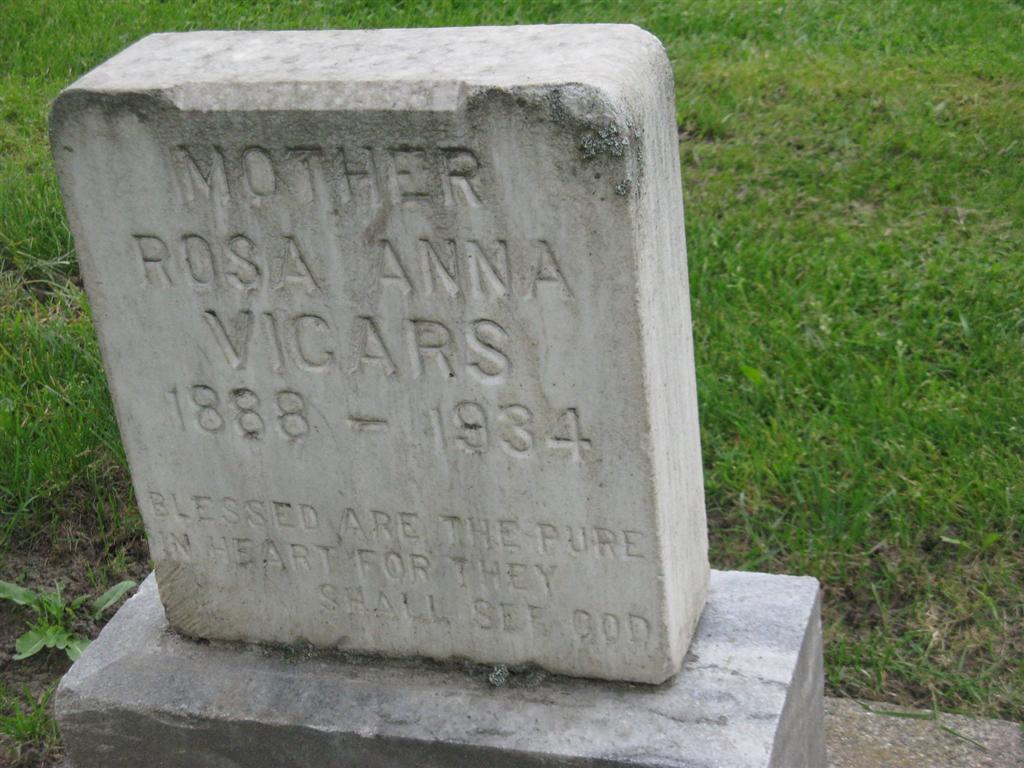 MOTHER
ROSA ANNA
VICARS
1888 - 1934
BLESSED ARE THE PURE
IN HEART FOR THEY
SHALL SEE GOD